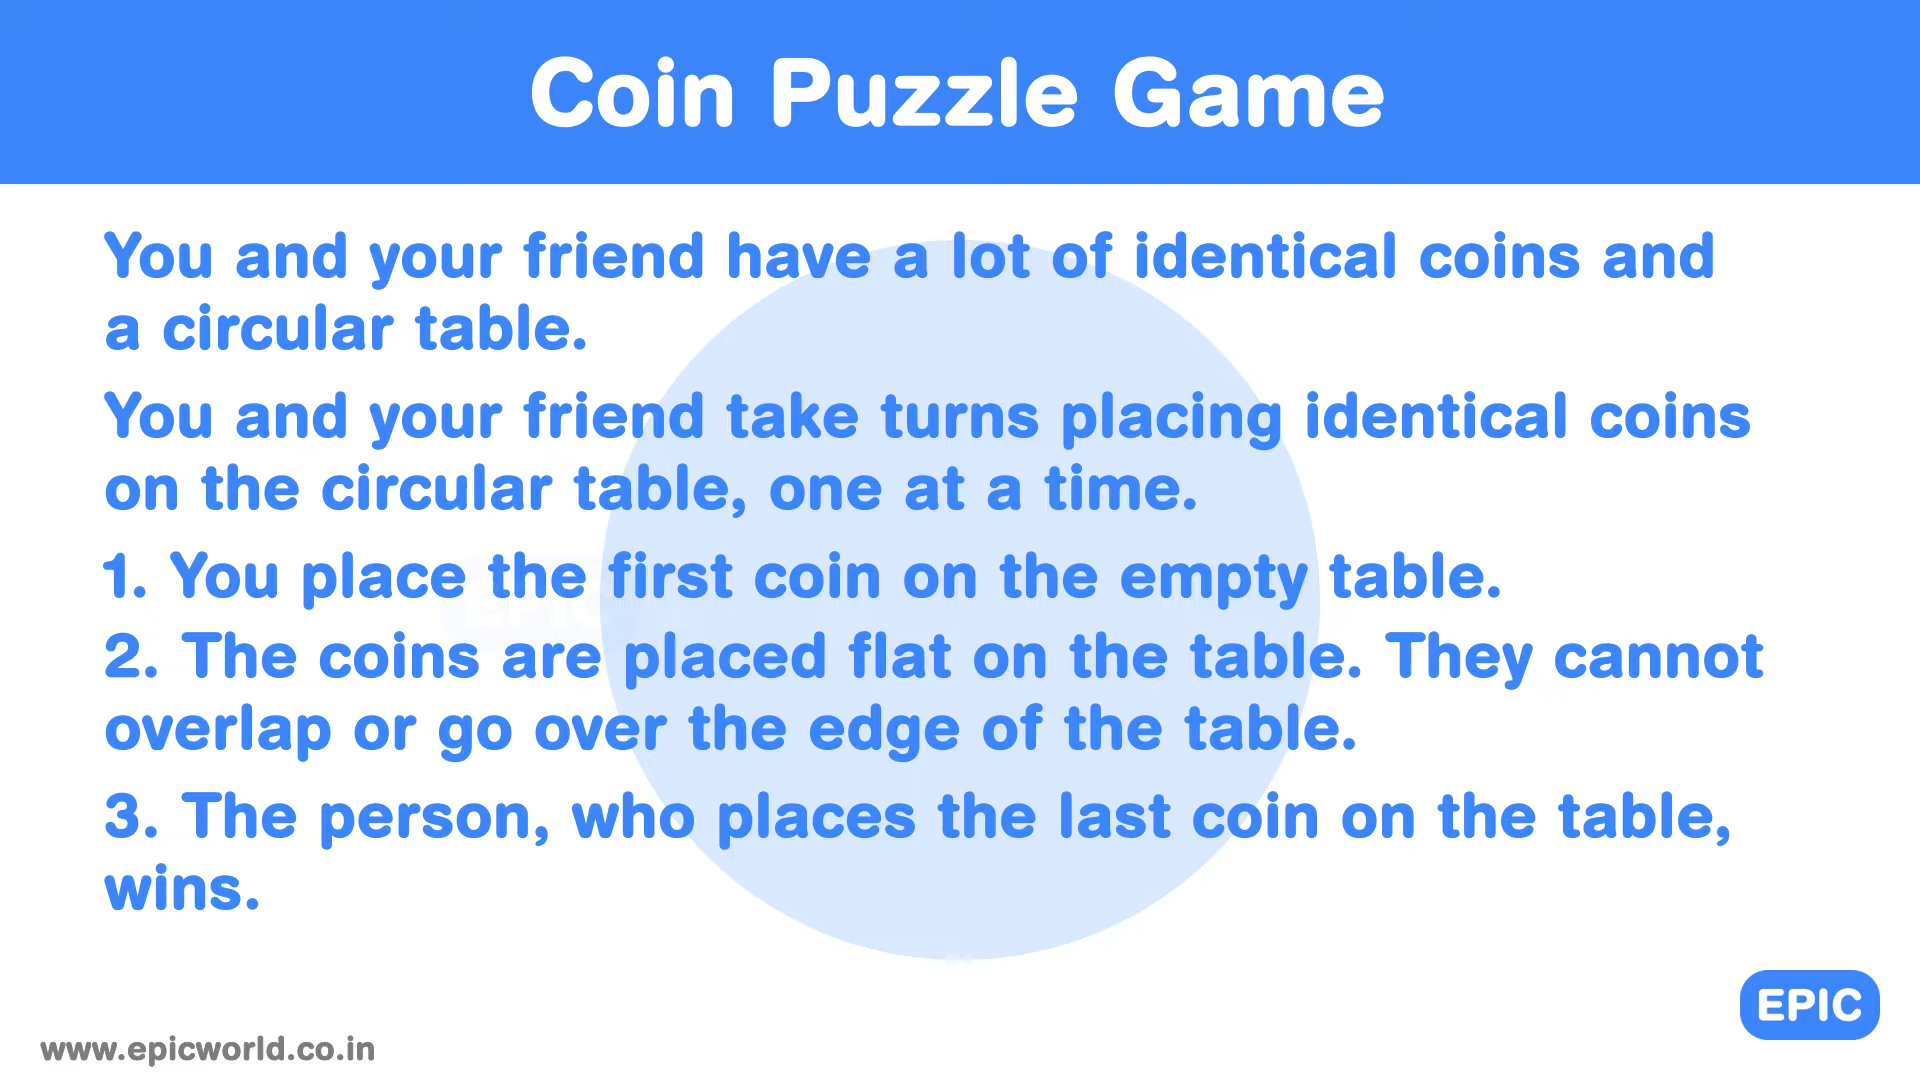 Coin Puzzle Game
You and your friend have a lot of identical coins and
a circular table.
You and your friend take turns placing identical coins
on the circular table, one at a time.
1. You place the first coin on the empty table.
2. The coins are placed flat on the table. They cannot
overlap or go over the edge of the table.
3. The person, who places the last coin on the table,
wins.
EPIC
www.epicworld.co.in